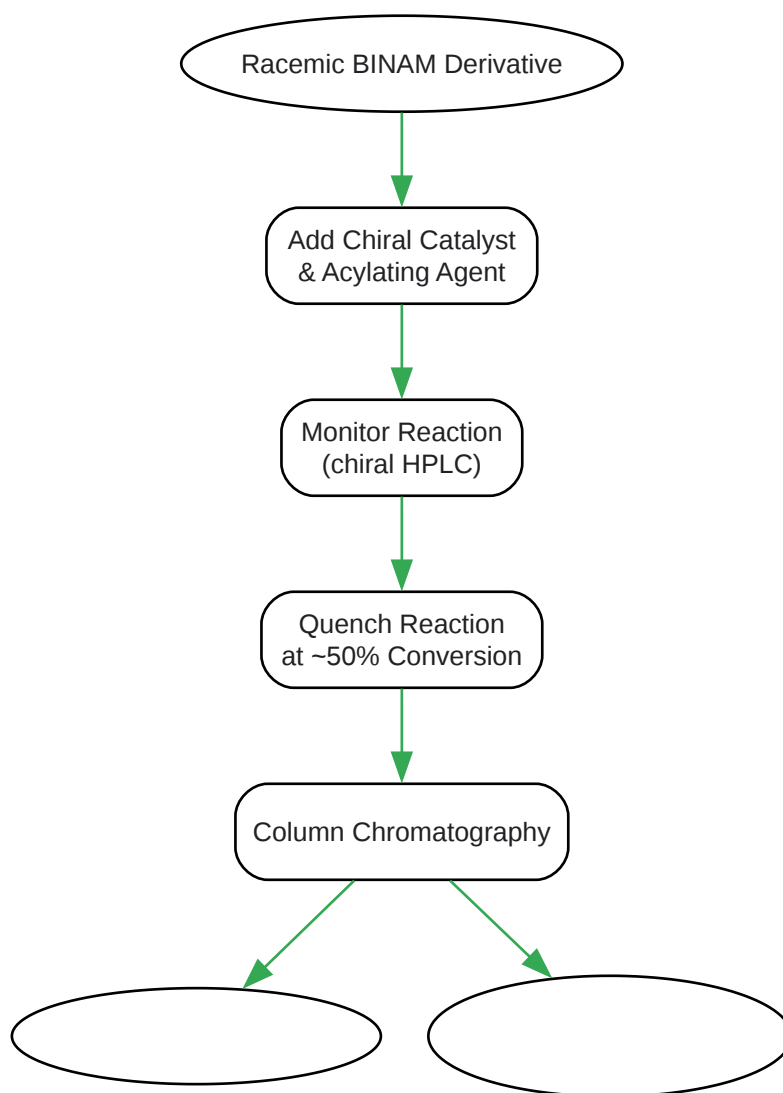 Racemic BINAM Derivative
Add Chiral Catalyst
& Acylating Agent
Monitor Reaction
(chiral HPLC)
Quench Reaction
at ~50% Conversion
Column Chromatography